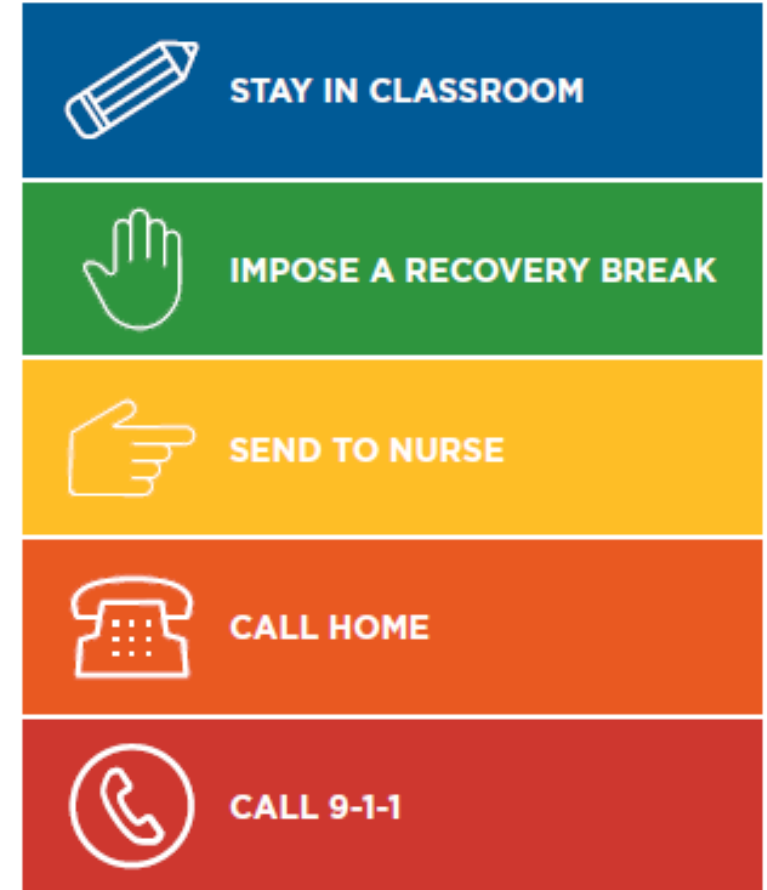 STAY IN CLASSROOM
IMPOSE A RECOVERY BREAK
SEND TO NURSE
CALL HOME
CALL 9-1-1